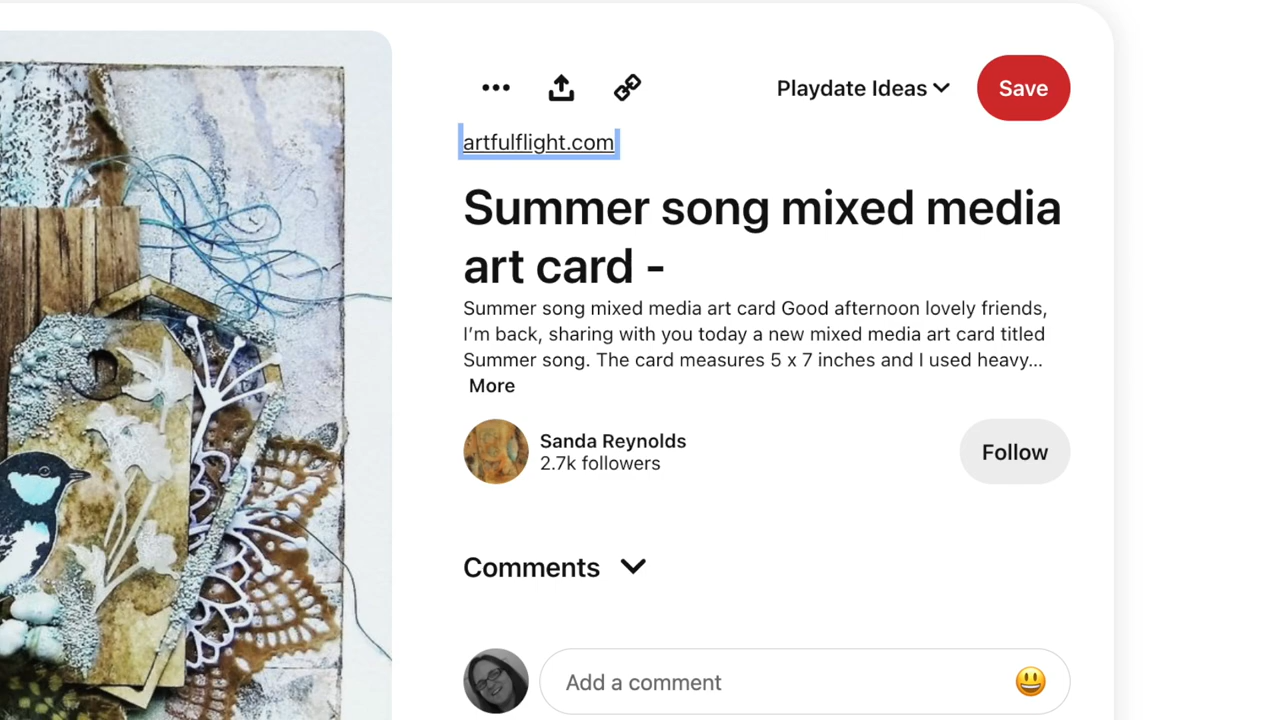 Playdate Ideas
Save
artfulflight.com
Summer song mixed media
art card -
Summer song mixed media art card Good afternoon lovely friends,
I’m back, sharing with you today a new mixed media art card titled
Summer song. The card measures 5 x 7 inches and I used heavy...
More
Sanda Reynolds
2.7k followers
Follow
Comments
Add a comment